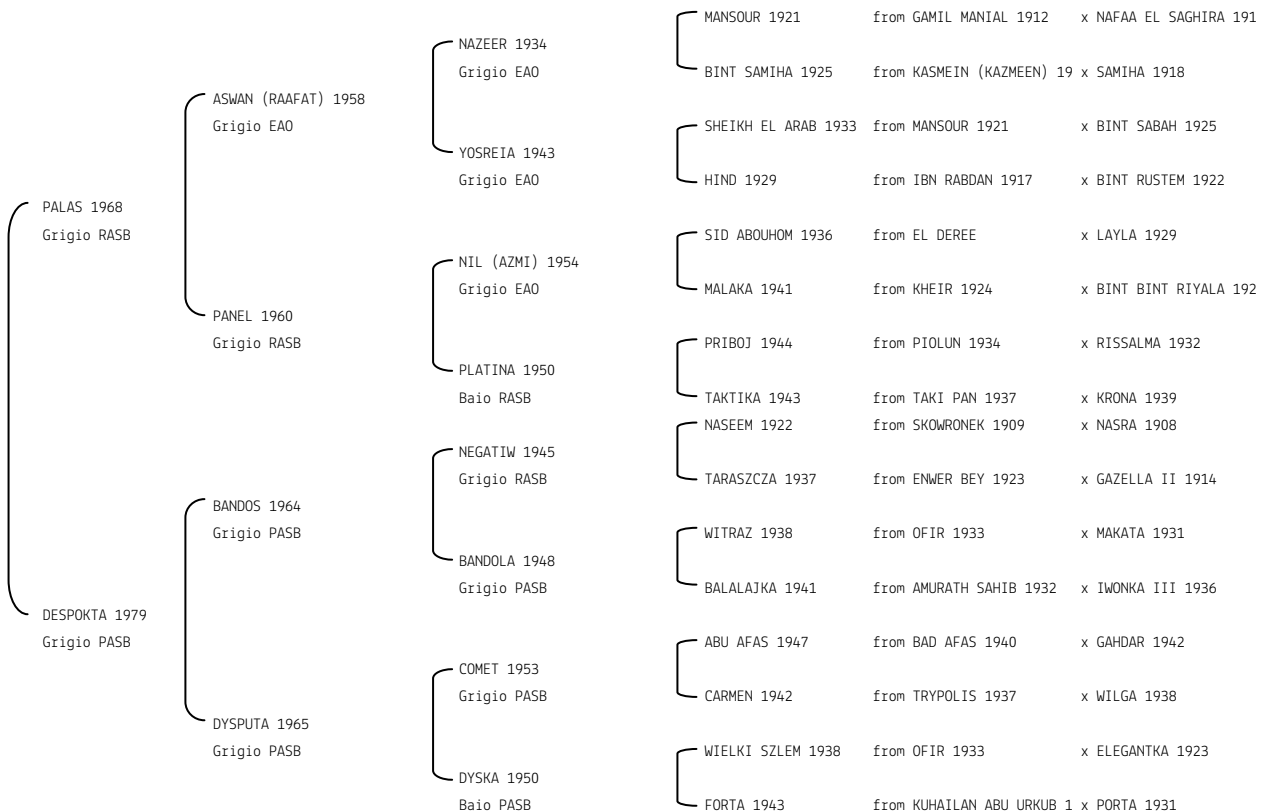 MANSOUR 1921 from GAMIL MANIAL 1912 x NAFAA EL SAGHIRA 191
NAZEER 1934
Grigio EAO
BINT SAMIHA 1925 from KASMEIN (KAZMEEN) 19 x SAMIHA 1918
ASWAN (RAAFAT) 1958
Grigio EAO
SHEIKH EL ARAB 1933 from MANSOUR 1921 x BINT SABAH 1925
YOSREIA 1943
Grigio EAO
HIND 1929 from IBN RABDAN 1917 x BINT RUSTEM 1922
PALAS 1968
Grigio RASB
SID ABOUHOM 1936 from EL DEREE x LAYLA 1929
NIL (AZMI) 1954
Grigio EAO
MALAKA 1941 from KHEIR 1924 x BINT BINT RIYALA 192
PANEL 1960
Grigio RASB
PRIBOJ 1944 from PIOLUN 1934 x RISSALMA 1932
PLATINA 1950
Baio RASB
TAKTIKA 1943 from TAKI PAN 1937 x KRONA 1939
NASEEM 1922 from SKOWRONEK 1909 x NASRA 1908
NEGATIW 1945
Grigio RASB
TARASZCZA 1937 from ENWER BEY 1923 x GAZELLA II 1914
BANDOS 1964
Grigio PASB
WITRAZ 1938 from OFIR 1933 x MAKATA 1931
BANDOLA 1948
Grigio PASB
BALALAJKA 1941 from AMURATH SAHIB 1932 x IWONKA III 1936
DESPOKTA 1979
Grigio PASB
ABU AFAS 1947 from BAD AFAS 1940 x GAHDAR 1942
COMET 1953
Grigio PASB
CARMEN 1942 from TRYPOLIS 1937 x WILGA 1938
DYSPUTA 1965
Grigio PASB
WIELKI SZLEM 1938 from OFIR 1933 x ELEGANTKA 1923
DYSKA 1950
Baio PASB
FORTA 1943 from KUHAILAN ABU URKUB 1 x PORTA 1931